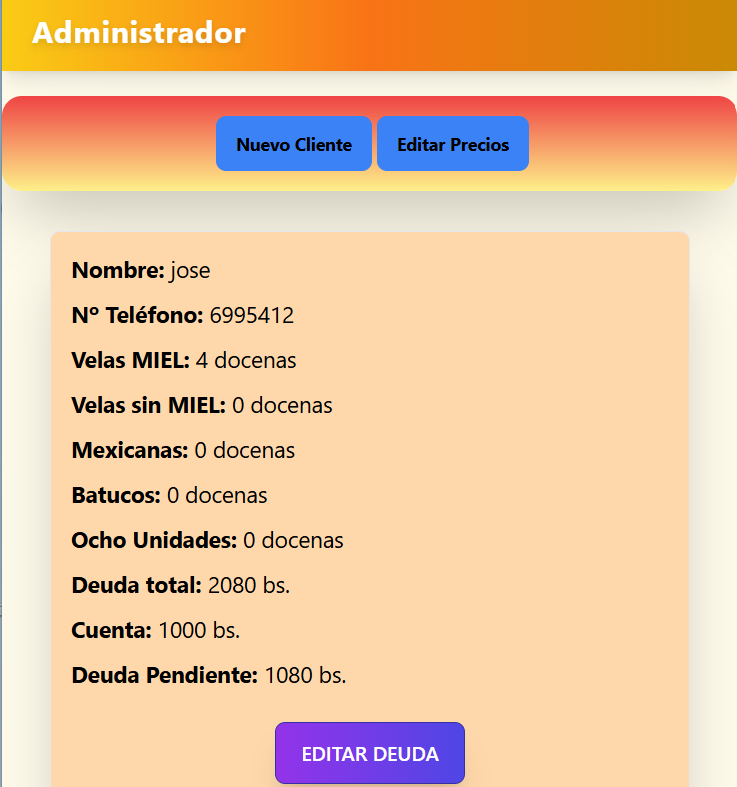 Administrador
Nuevo Cliente Editar Precios
Nombre: jose
Nº Teléfono: 6995412
Velas MIEL: 4 docenas
Velas sin MIEL: 0 docenas
Mexicanas: 0 docenas
Batucos: 0 docenas
Ocho Unidades: 0 docenas
Deuda total: 2080 bs.
Cuenta: 1000 bs.
Deuda Pendiente: 1080 bs.
EDITAR DEUDA